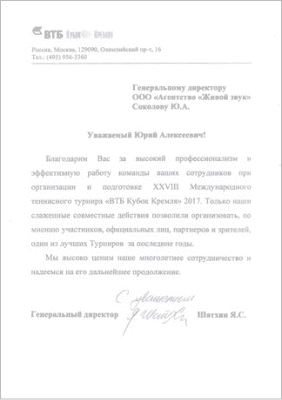 ВТБ Кубок Кремля
Россия, Москва, 129090, Олимпийский пр-т, 16
Тел.: (495) 956-3360
Генеральному директору
ООО «Агентство «Живой звук»
Соколову Ю.А.
Уважаемый Юрий Алексеевич!
Благодарим Вас за высокий профессионализм и
эффективную работу команды ваших сотрудников при
организации и подготовке XXVIII Международного
теннисного турнира «ВТБ Кубок Кремля» 2017. Только наши
слаженные совместные действия позволили организовать, по
мнению участников, официальных лиц, партнеров и зрителей,
один из лучших Турниров за последние годы.
Мы высоко ценим наше многолетнее сотрудничество и
надеемся на его дальнейшее продолжение.
С уважением
Генеральный директор Шатхин Я.С.